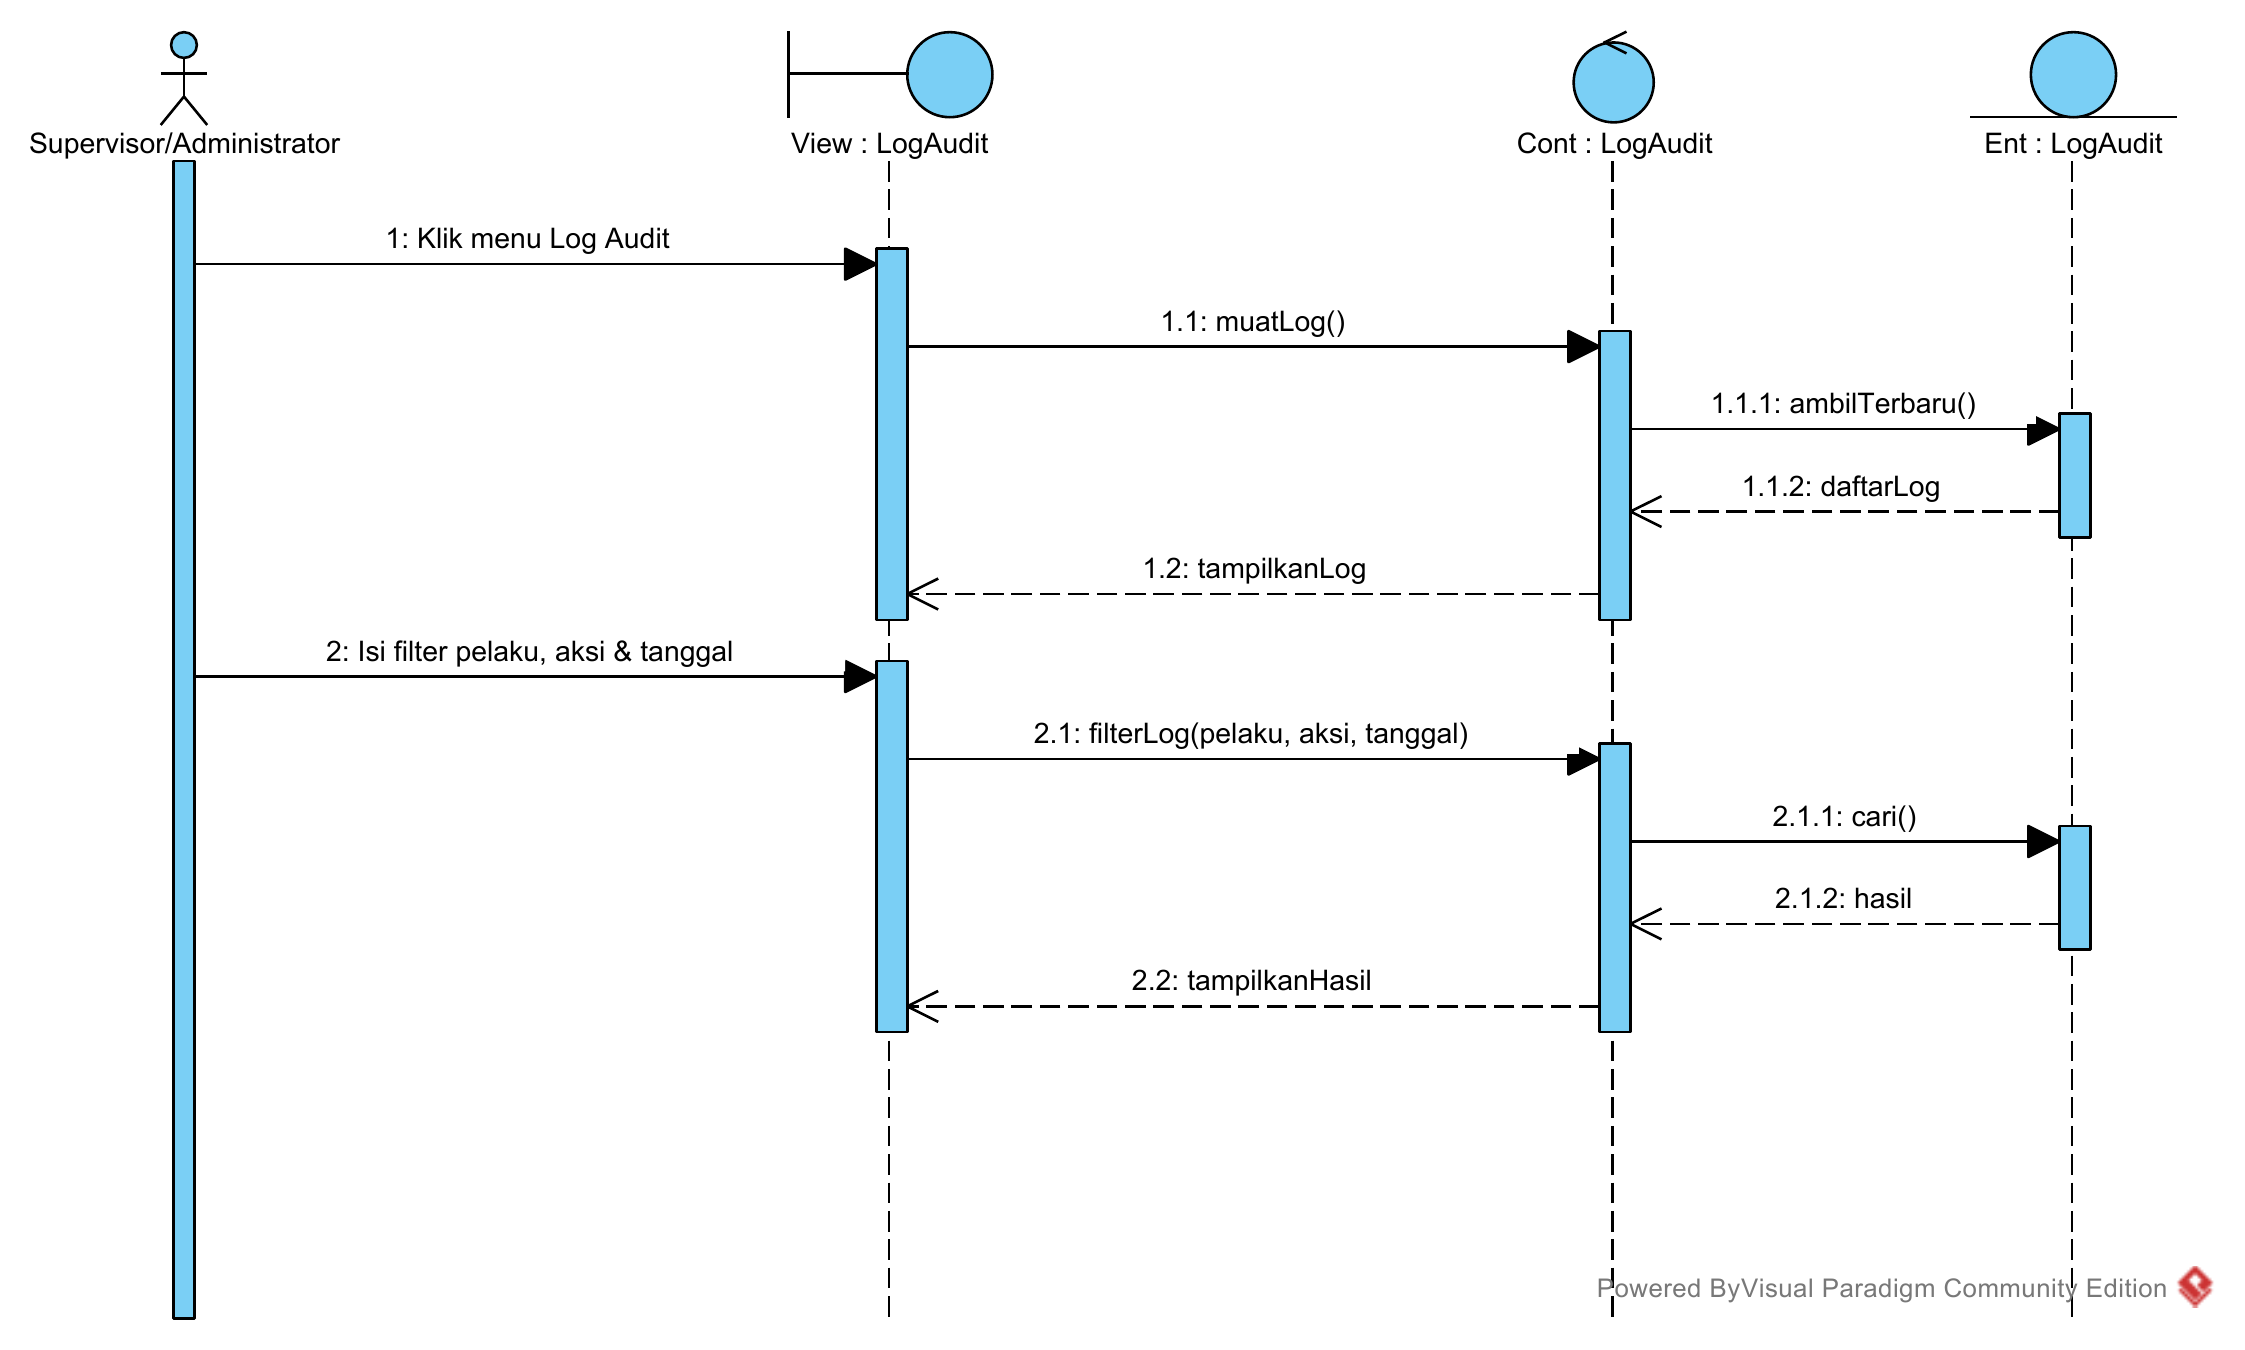 Supervisor/Administrator
View : LogAudit
Cont : LogAudit
Ent : LogAudit
1: Klik menu Log Audit
1.1: muatLog()
1.1.1: ambilTerbaru()
1.1.2: daftarLog
1.2: tampilkanLog
2: Isi filter pelaku, aksi & tanggal
2.1: filterLog(pelaku, aksi, tanggal)
2.1.1: cari()
2.1.2: hasil
2.2: tampilkanHasil
Powered ByVisual Paradigm Community Edition